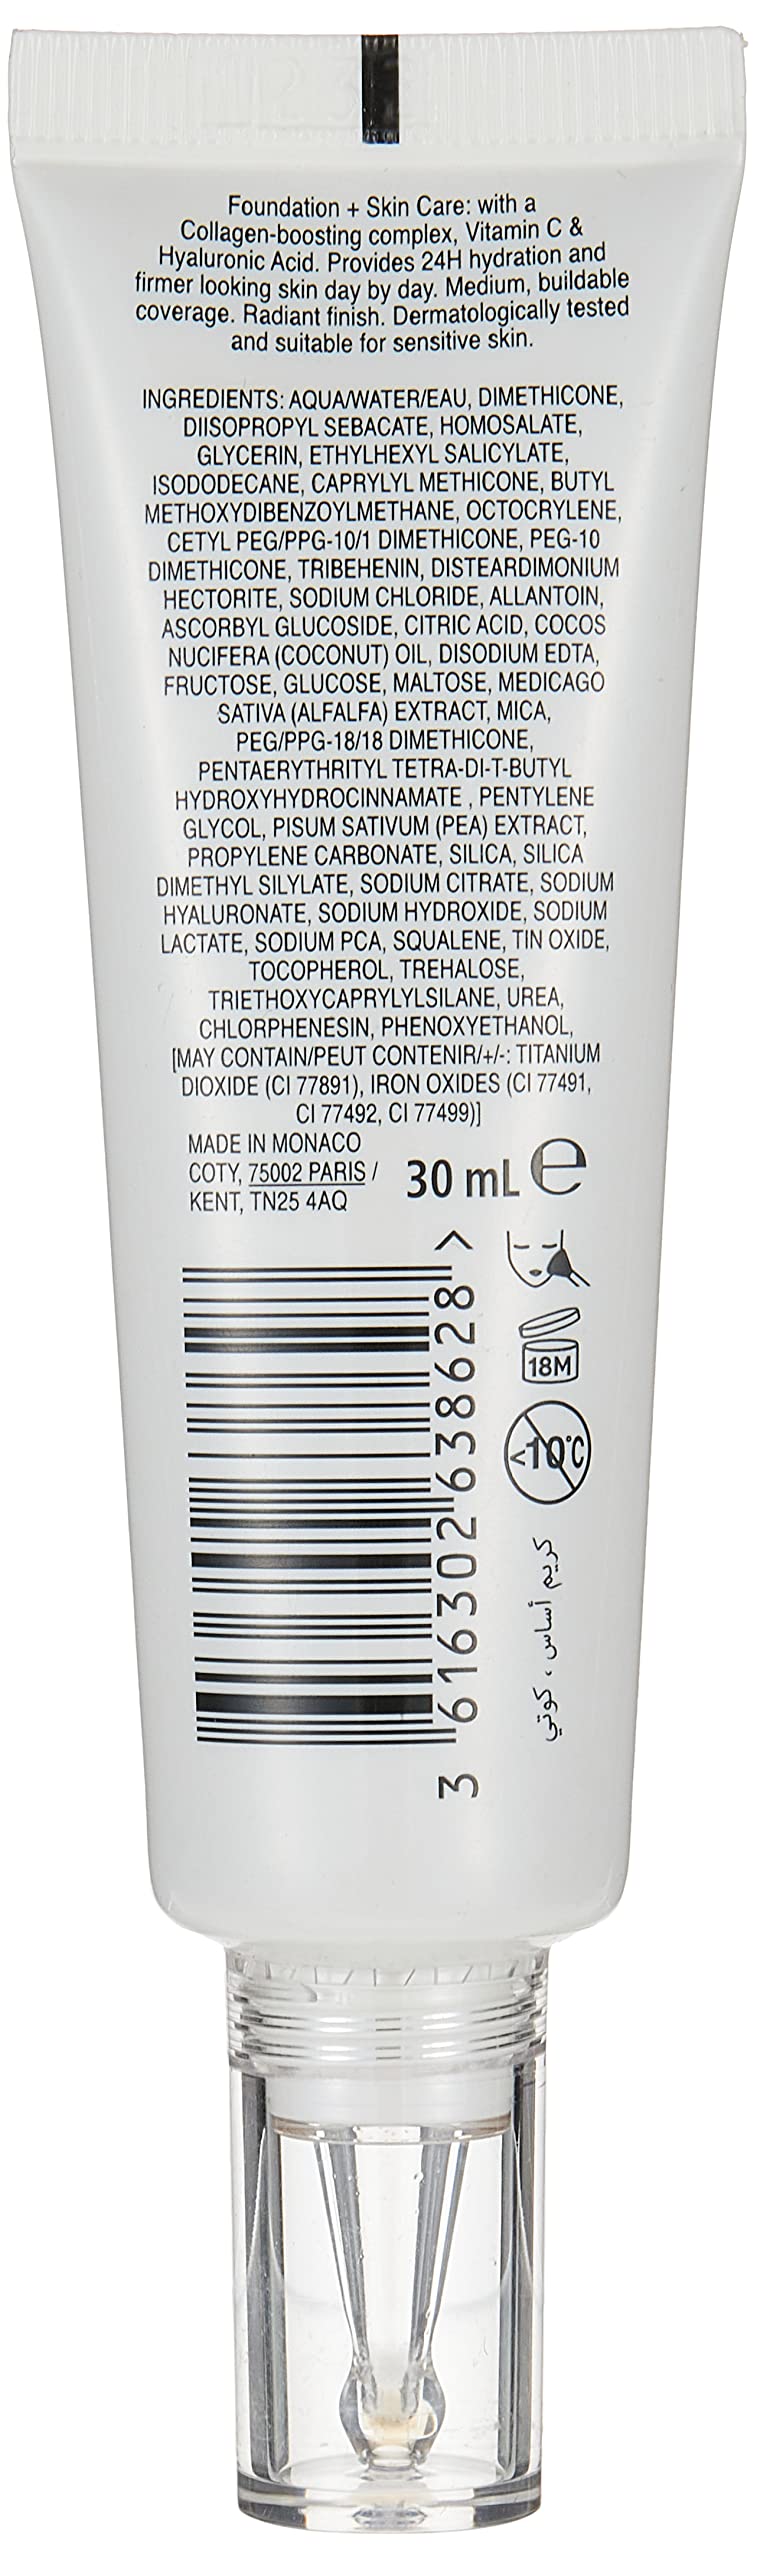 Foundation + Skin Care: with a
Collagen-boosting complex, Vitamin C &
Hyaluronic Acid. Provides 24H hydration and
firmer looking skin day by day. Medium, buildable
coverage. Radiant finish. Dermatologically tested
and suitable for sensitive skin.
INGREDIENTS: AQUA/WATER/EAU, DIMETHICONE,
DIISOPROPYL SEBACATE, HOMOSALATE,
GLYCERIN, ETHYLHEXYL SALICYLATE,
ISODODECANE, CAPRYLYL METHICONE, BUTYL
METHOXYDIBENZOYLMETHANE, OCTOCRYLENE,
CETYL PEG/PPG-10/1 DIMETHICONE, PEG-10
DIMETHICONE, TRIBEHENIN, DISTEARDIMONIUM
HECTORITE, SODIUM CHLORIDE, ALLANTOIN,
ASCORBYL GLUCOSIDE, CITRIC ACID, COCOS
NUCIFERA (COCONUT) OIL, DISODIUM EDTA,
FRUCTOSE, GLUCOSE, MALTOSE, MEDICAGO
SATIVA (ALFALFA) EXTRACT, MICA,
PEG/PPG-18/18 DIMETHICONE,
PENTAERYTHRITYL TETRA-DI-T-BUTYL
HYDROXYHYDROCINNAMATE , PENTYLENE
GLYCOL, PISUM SATIVUM (PEA) EXTRACT,
PROPYLENE CARBONATE, SILICA, SILICA
DIMETHYL SILYLATE, SODIUM CITRATE, SODIUM
HYALURONATE, SODIUM HYDROXIDE, SODIUM
LACTATE, SODIUM PCA, SQUALENE, TIN OXIDE,
TOCOPHEROL, TREHALOSE,
TRIETHOXYCAPRYLYLSILANE, UREA,
CHLORPHENESIN, PHENOXYETHANOL,
[MAY CONTAIN/PEUT CONTENIR/+/-: TITANIUM
DIOXIDE (CI 77891), IRON OXIDES (CI 77491,
CI 77492, CI 77499)]
MADE IN MONACO
COTY, 75002 PARIS /
KENT, TN25 4AQ
30 mL e
18M
<10°C
كريم أساس ، كوتي
3 616302 638628 >